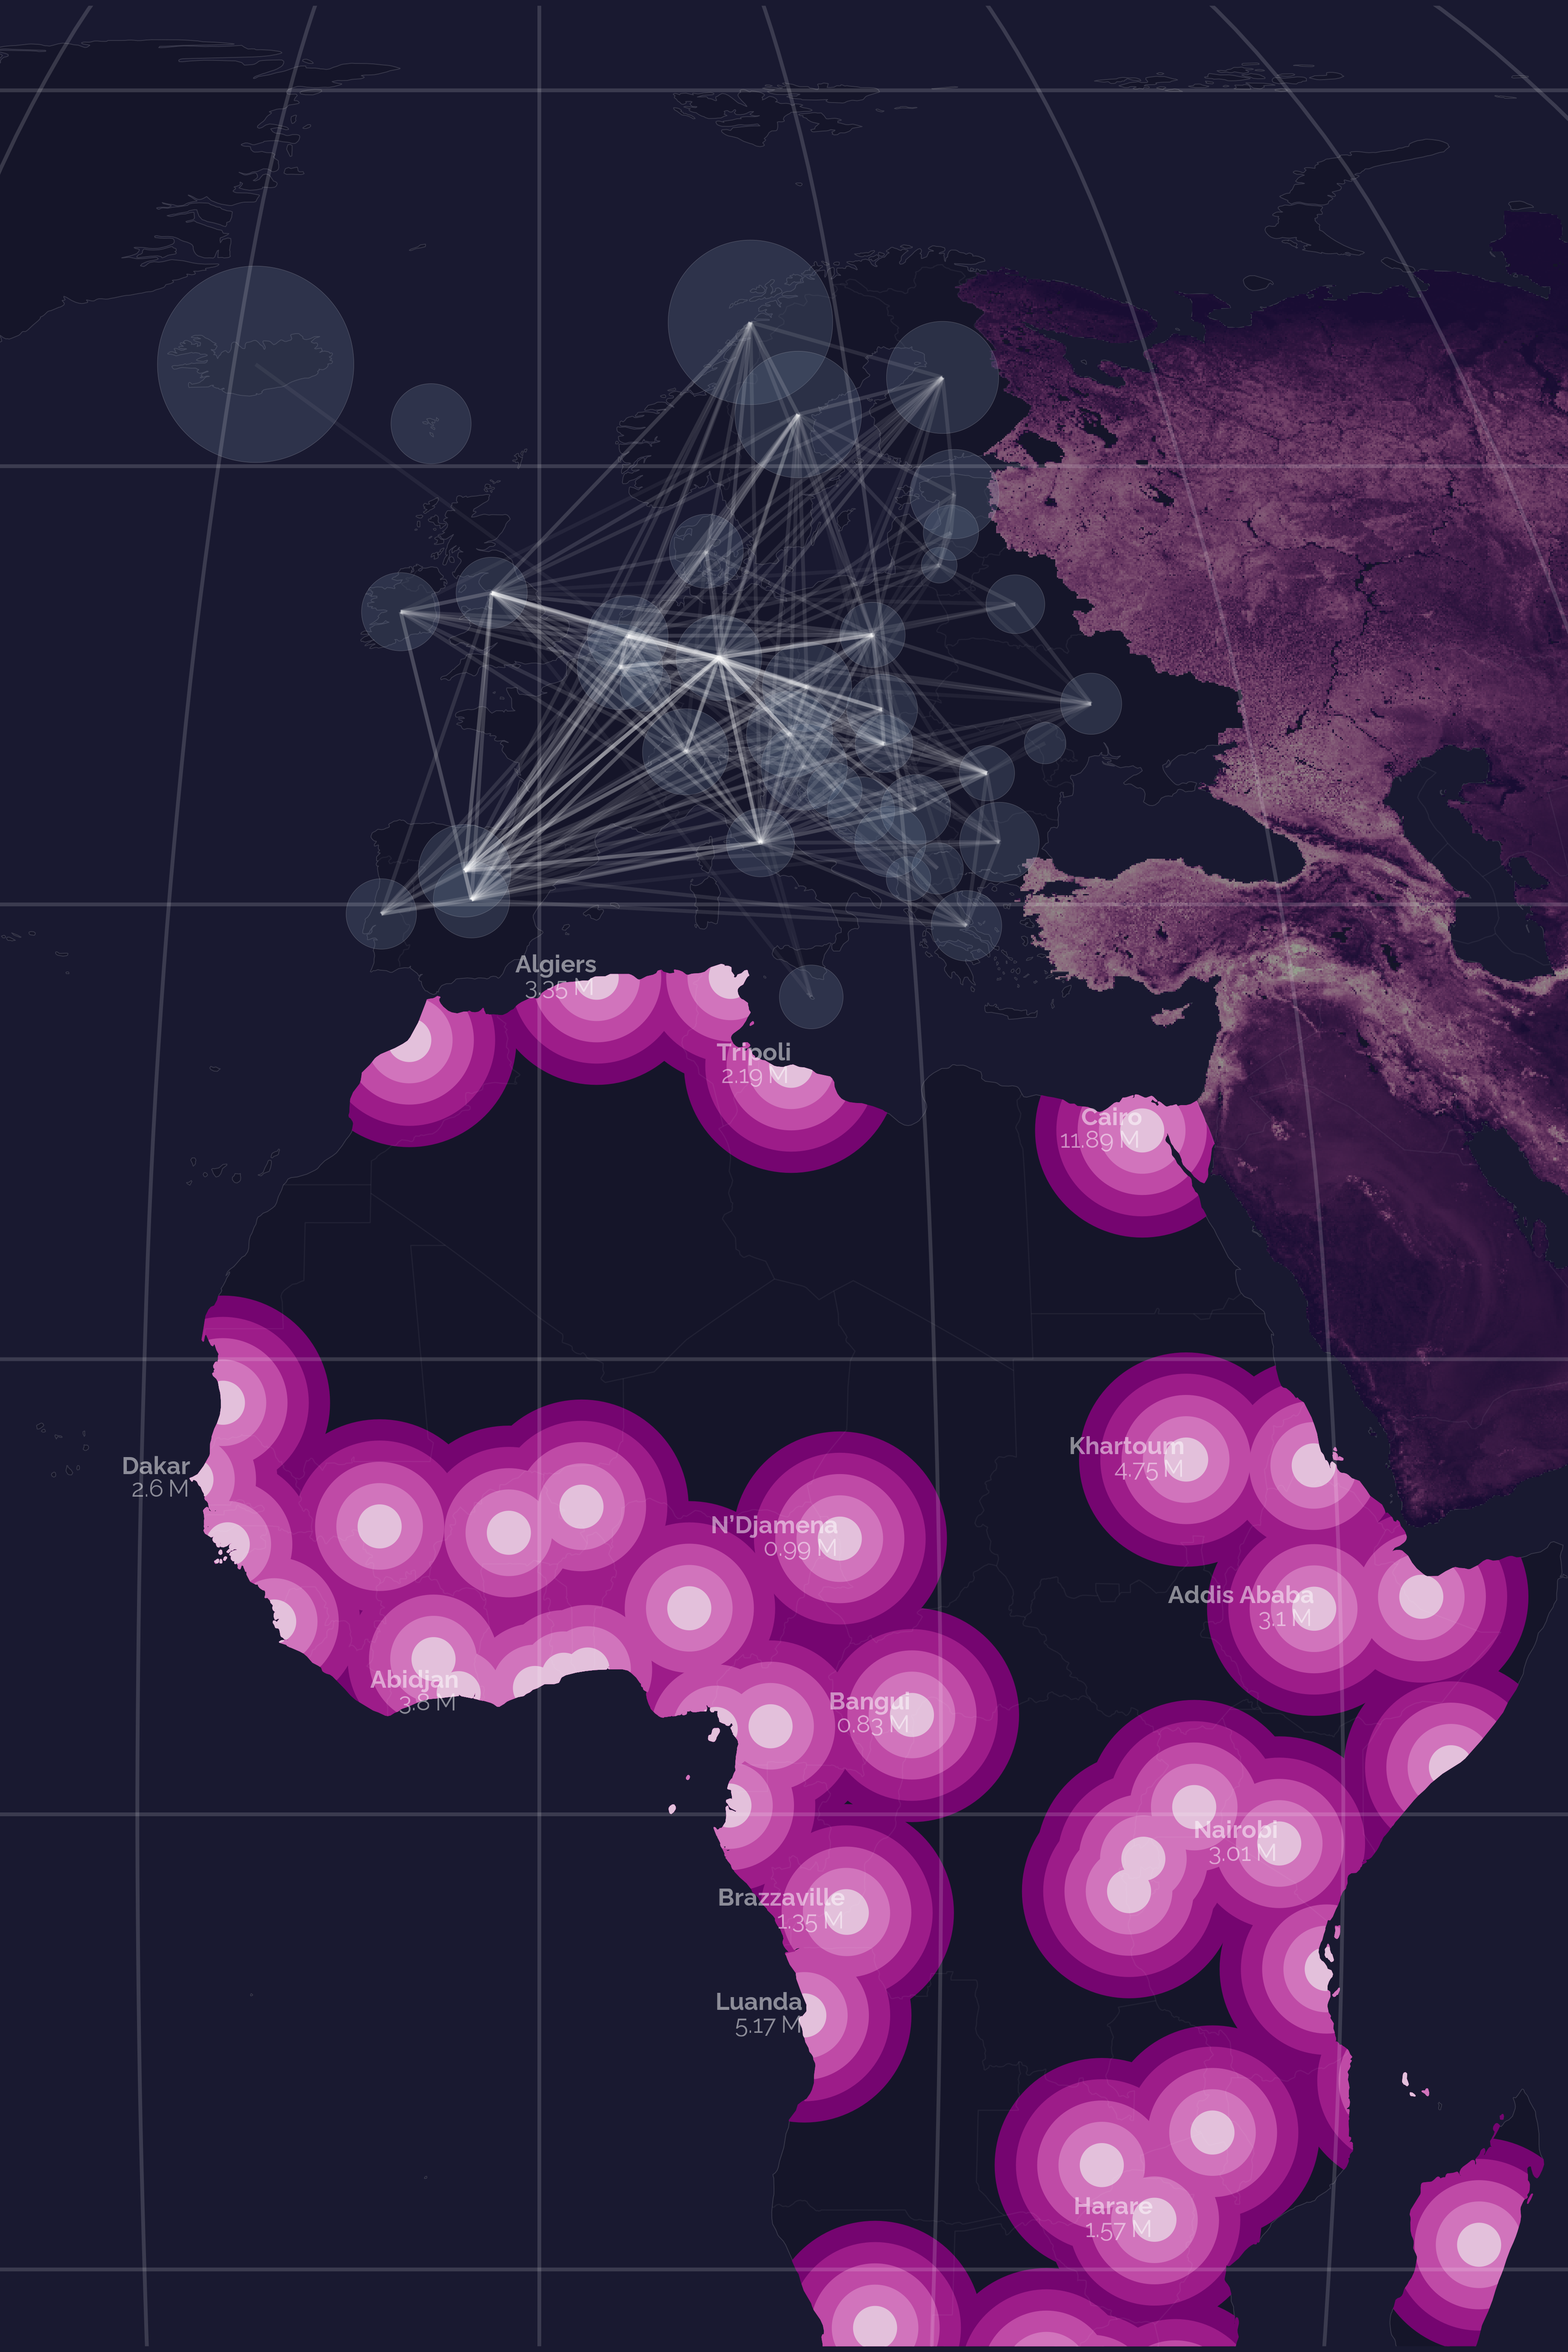 Algiers
3.35 M
Tripoli
2.19 M
Cairo
11.89 M
Khartoum
4.75 M
Dakar
2.6 M
N'Djamena
0.99 M
Addis Ababa
3.1 M
Abidjan
3.8 M
Bangui
0.83 M
Nairobi
3.01 M
Brazzaville
1.35 M
Luanda
5.17 M
Harare
1.57 M